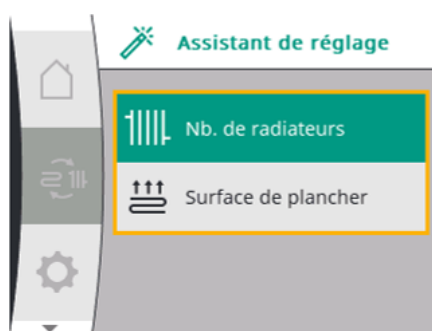 Assistant de réglage
Nb. de radiateurs
Surface de plancher